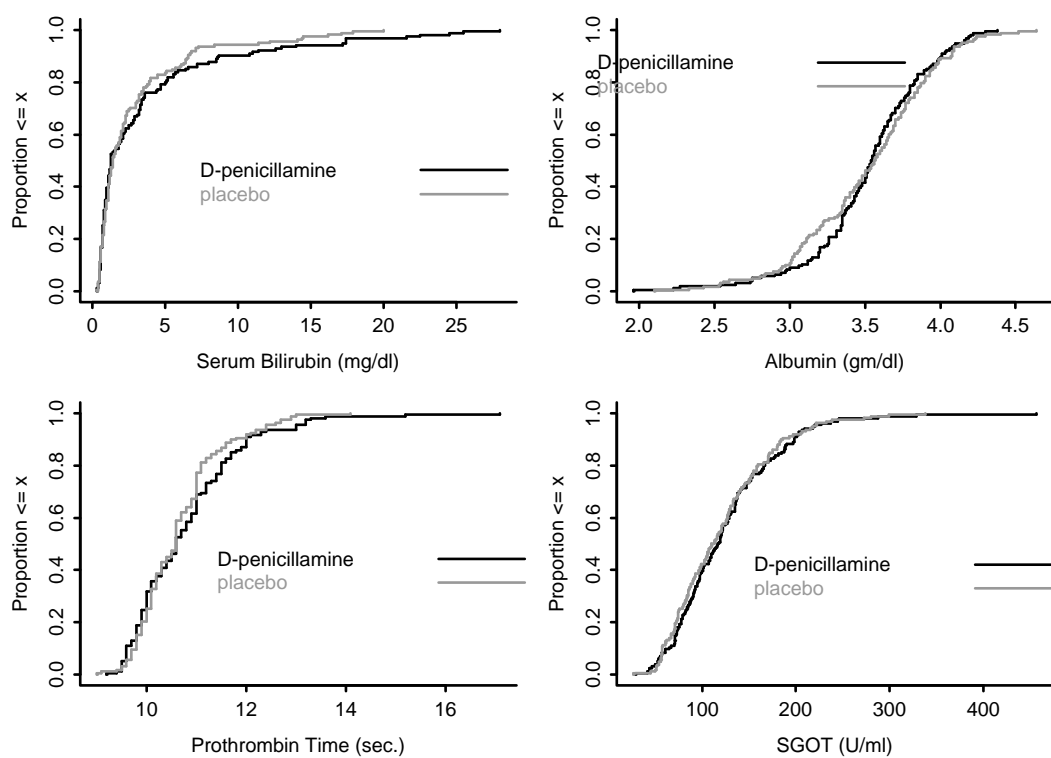 Proportion <= x
0.0 0.2 0.4 0.6 0.8 1.0
D-penicillamine
placebo
0 5 10 15 20 25
Serum Bilirubin (mg/dl)
Proportion <= x
0.0 0.2 0.4 0.6 0.8 1.0
D-penicillamine
placebo
2.0 2.5 3.0 3.5 4.0 4.5
Albumin (gm/dl)
Proportion <= x
0.0 0.2 0.4 0.6 0.8 1.0
D-penicillamine
placebo
10 12 14 16
Prothrombin Time (sec.)
Proportion <= x
0.0 0.2 0.4 0.6 0.8 1.0
D-penicillamine
placebo
100 200 300 400
SGOT (U/ml)